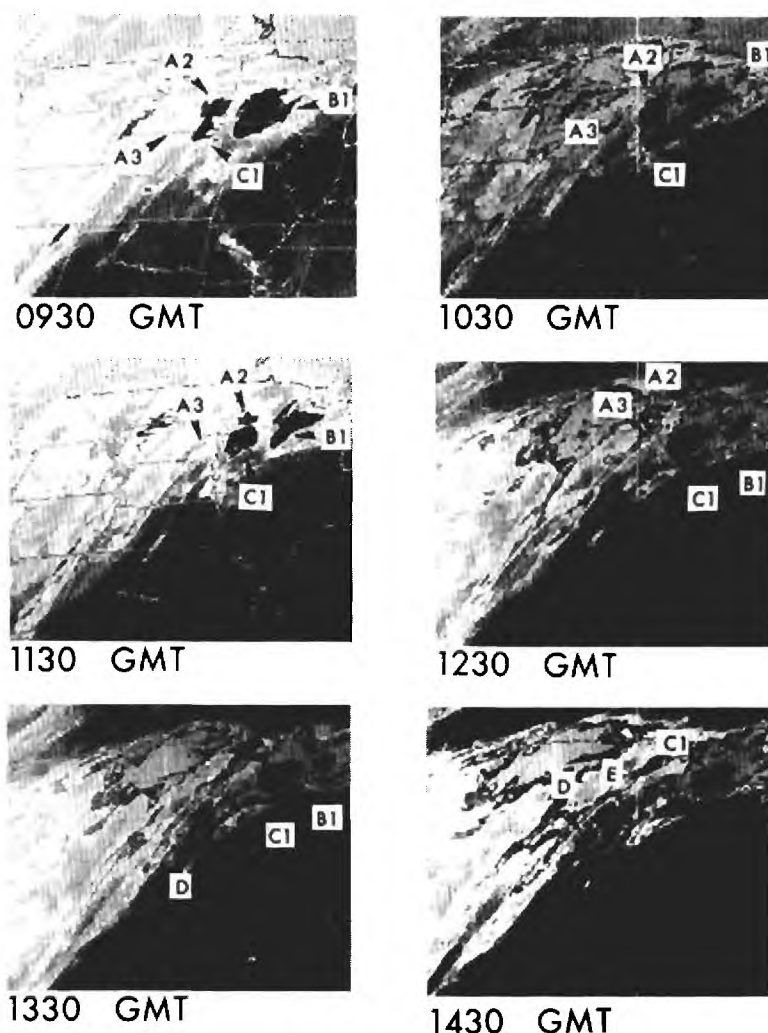 A2
B1
A3
C1
0930 GMT
A2
B1
A3
C1
1030 GMT
A2
A3
B1
C1
1130 GMT
A2
A3
C1
B1
1230 GMT
B1
C1
D
1330 GMT
C1
D
E
1430 GMT